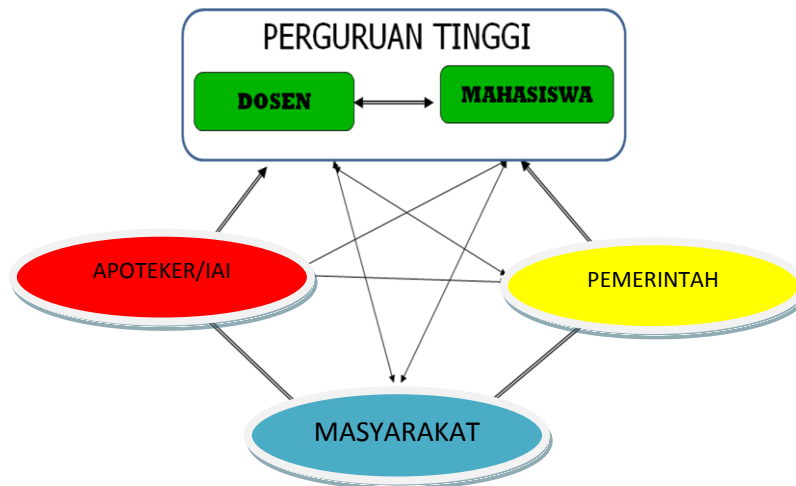 PERGURUAN TINGGI
DOSEN
MAHASISWA
APOTEKER/IAI
PEMERINTAH
MASYARAKAT